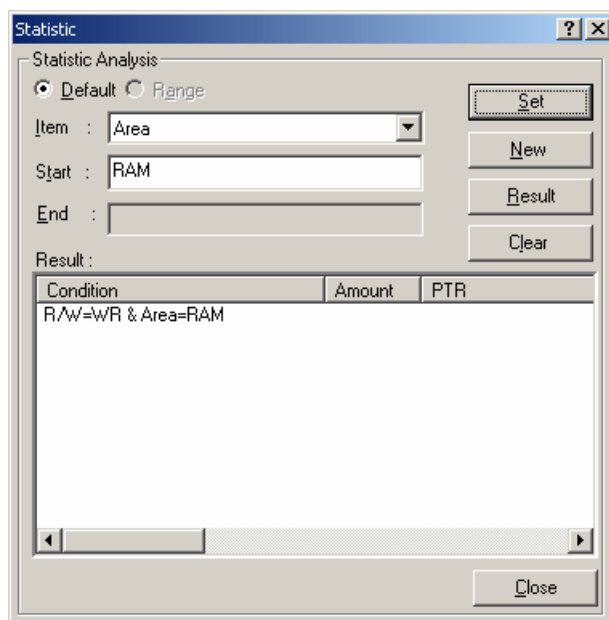 Statistic
Statistic Analysis
Default Range
Set
Item : Area
New
Start : RAM
Result
End :
Clear
Result :
Condition Amount PTR
R/W=WR & Area=RAM
Close